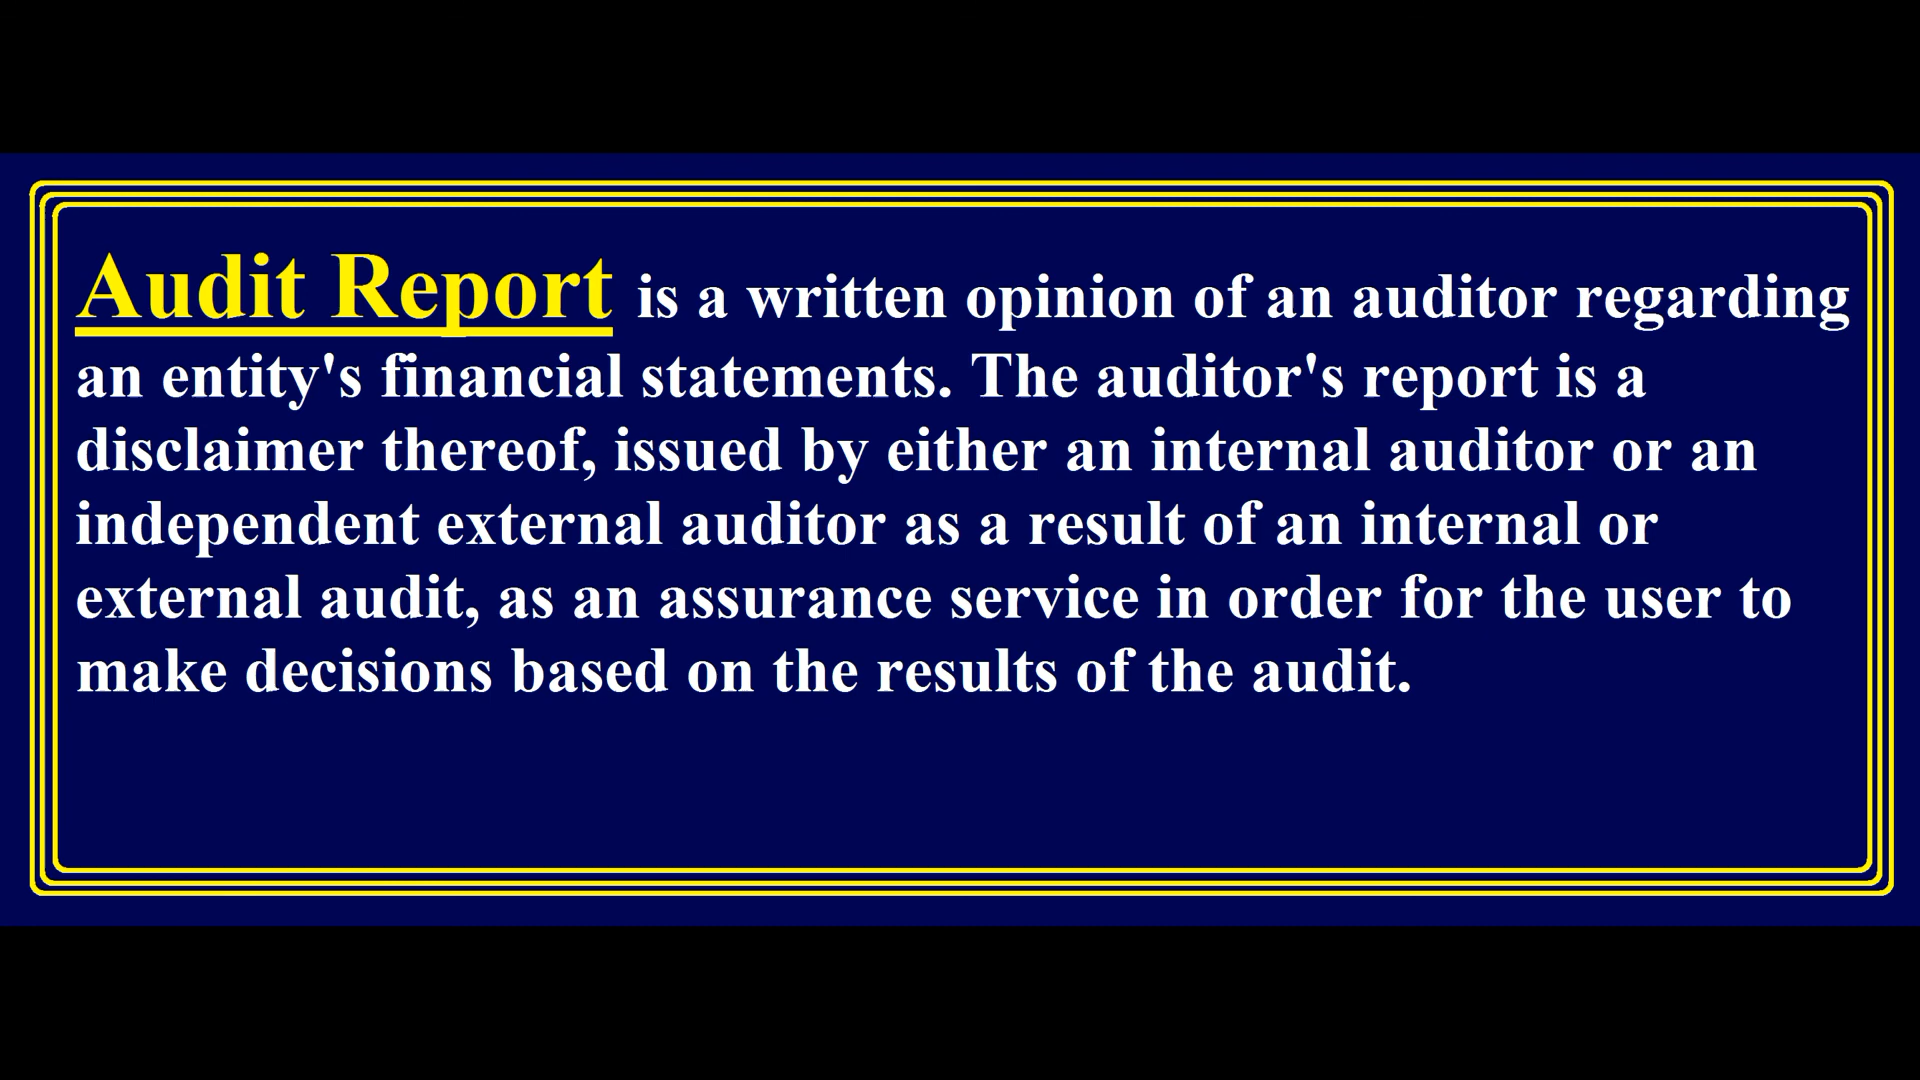 Audit Report is a written opinion of an auditor regarding
an entity's financial statements. The auditor's report is a
disclaimer thereof, issued by either an internal auditor or an
independent external auditor as a result of an internal or
external audit, as an assurance service in order for the user to
make decisions based on the results of the audit.